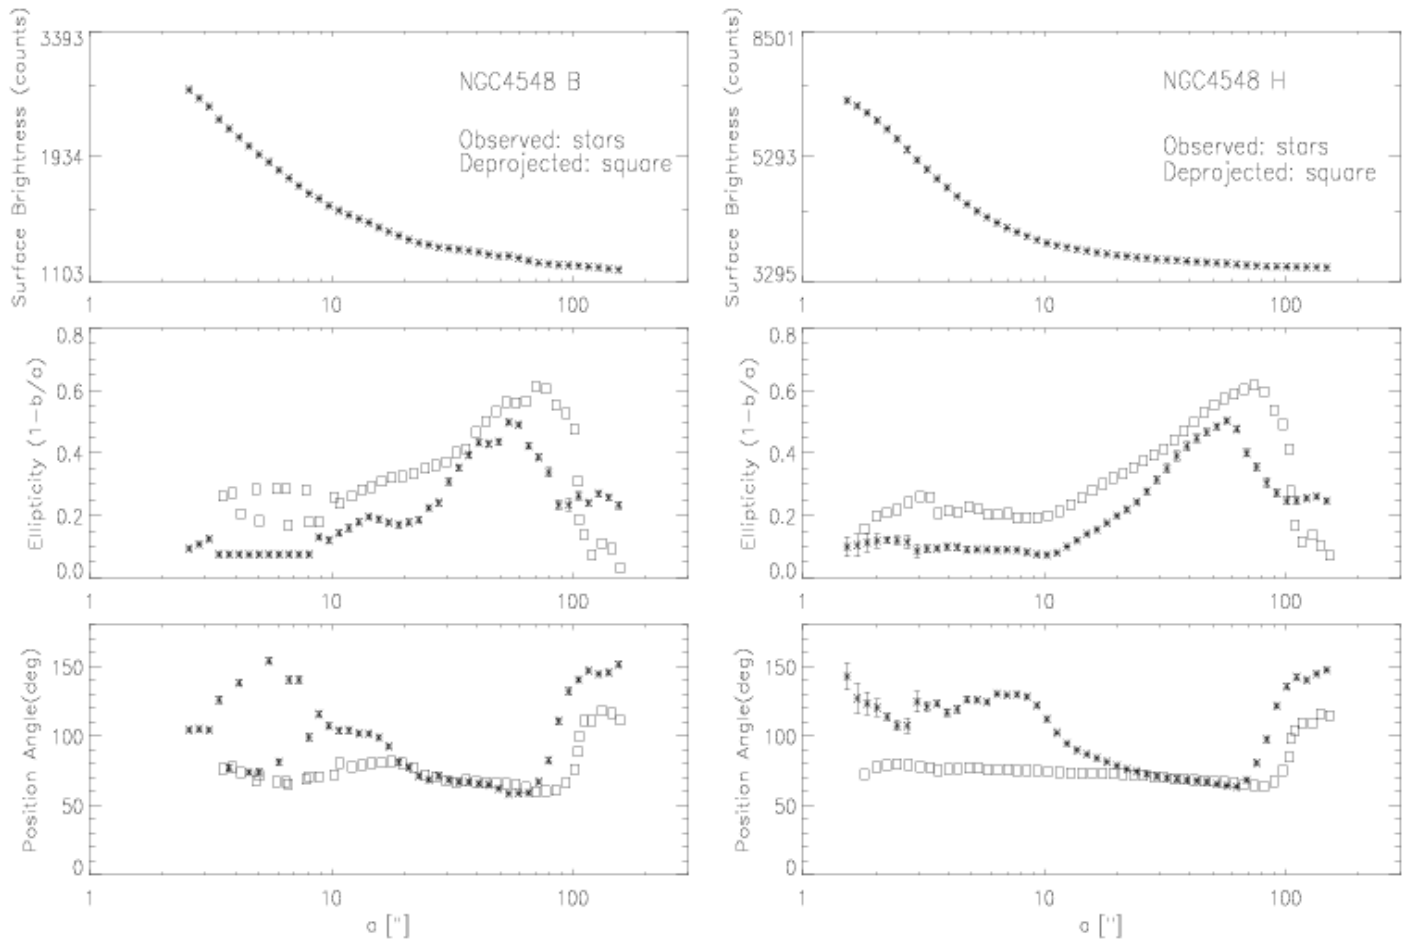 Surface Brightness (counts)
3393
1934
1103
NGC4548 B
Observed: stars
Deprojected: square
1 10 100
Surface Brightness (counts)
8501
5293
3295
NGC4548 H
Observed: stars
Deprojected: square
1 10 100
Ellipticity (1-b/a)
0.8
0.6
0.4
0.2
0.0
1 10 100
Ellipticity (1-b/a)
0.8
0.6
0.4
0.2
0.0
1 10 100
Position Angle(deg)
150
100
50
0
1 10 100
a ["]
Position Angle(deg)
150
100
50
0
1 10 100
a ["]